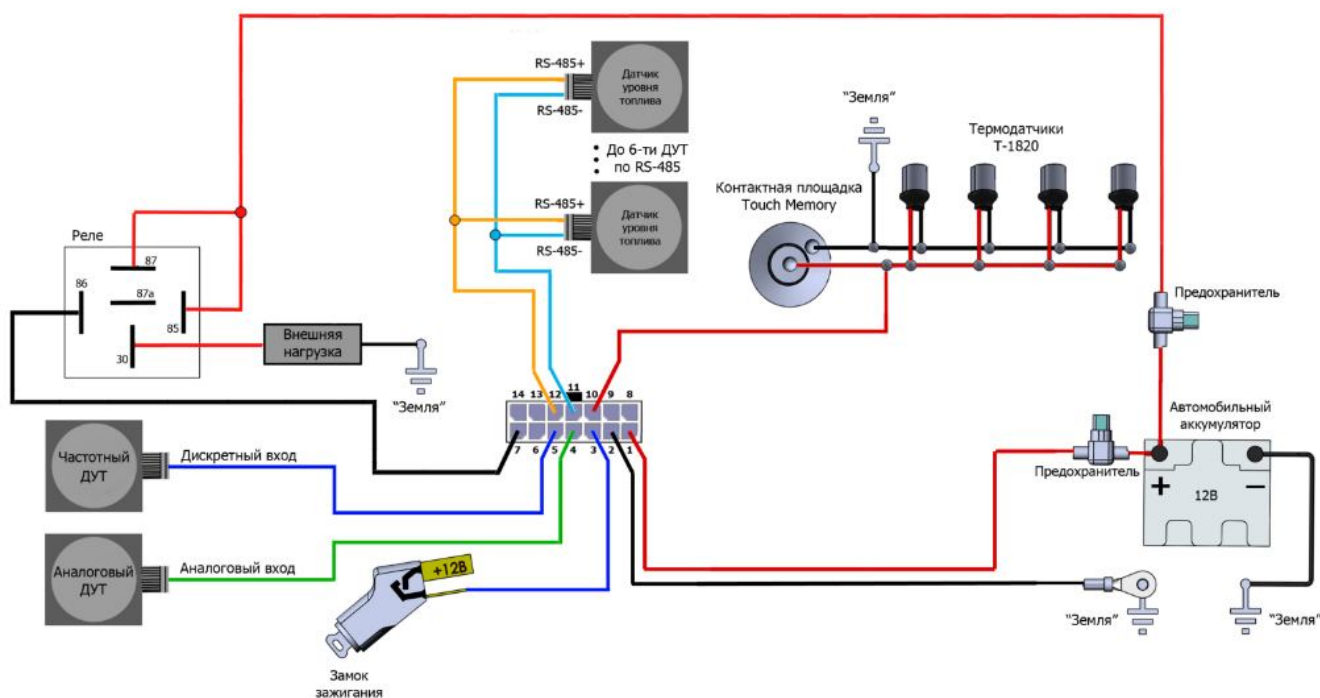 RS-485+
RS-485-
Датчик
уровня
топлива
До 6-ти ДУТ
по RS-485
RS-485+
RS-485-
Датчик
уровня
топлива
"Земля"
Термодатчики
Т-1820
Контактная площадка
Touch Memory
Реле
87
86
87а
85
30
Внешняя
нагрузка
"Земля"
Предохранитель
14 13 12 11 10 9 8
7 6 5 4 3 2 1
Автомобильный
аккумулятор
Предохранитель
+ −
12В
Частотный
ДУТ
Дискретный вход
Аналоговый
ДУТ
Аналоговый вход
+12В
Замок
зажигания
"Земля"
"Земля"